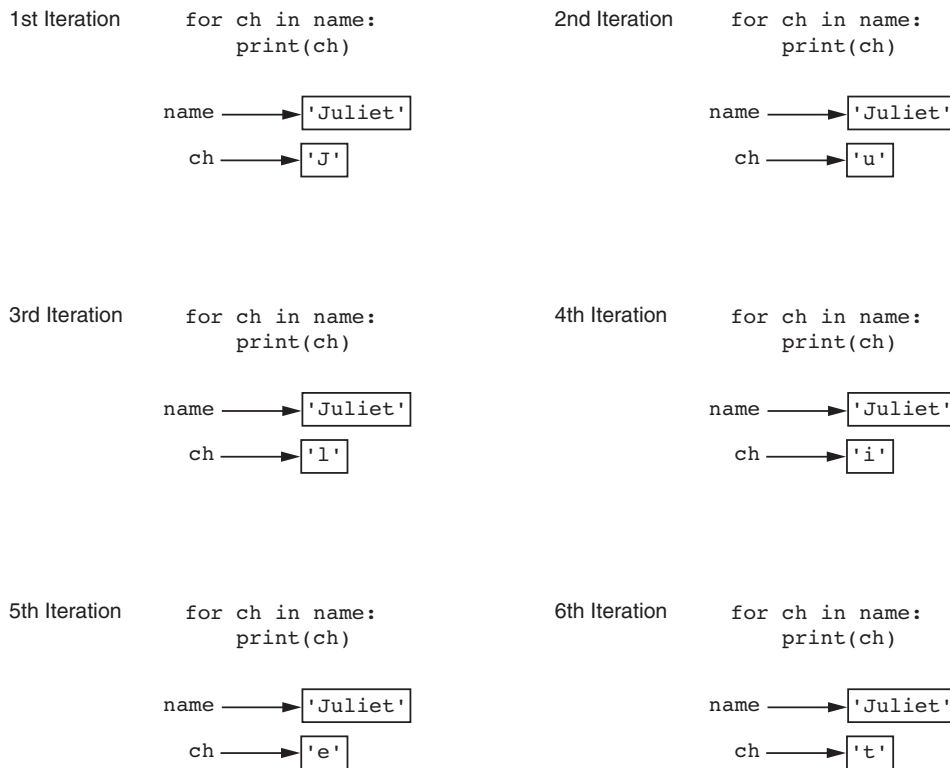 1st Iteration
for ch in name:
print(ch)
name
'Juliet'
ch
'J'
2nd Iteration
for ch in name:
print(ch)
name
'Juliet'
ch
'u'
3rd Iteration
for ch in name:
print(ch)
name
'Juliet'
ch
'l'
4th Iteration
for ch in name:
print(ch)
name
'Juliet'
ch
'i'
5th Iteration
for ch in name:
print(ch)
name
'Juliet'
ch
'e'
6th Iteration
for ch in name:
print(ch)
name
'Juliet'
ch
't'